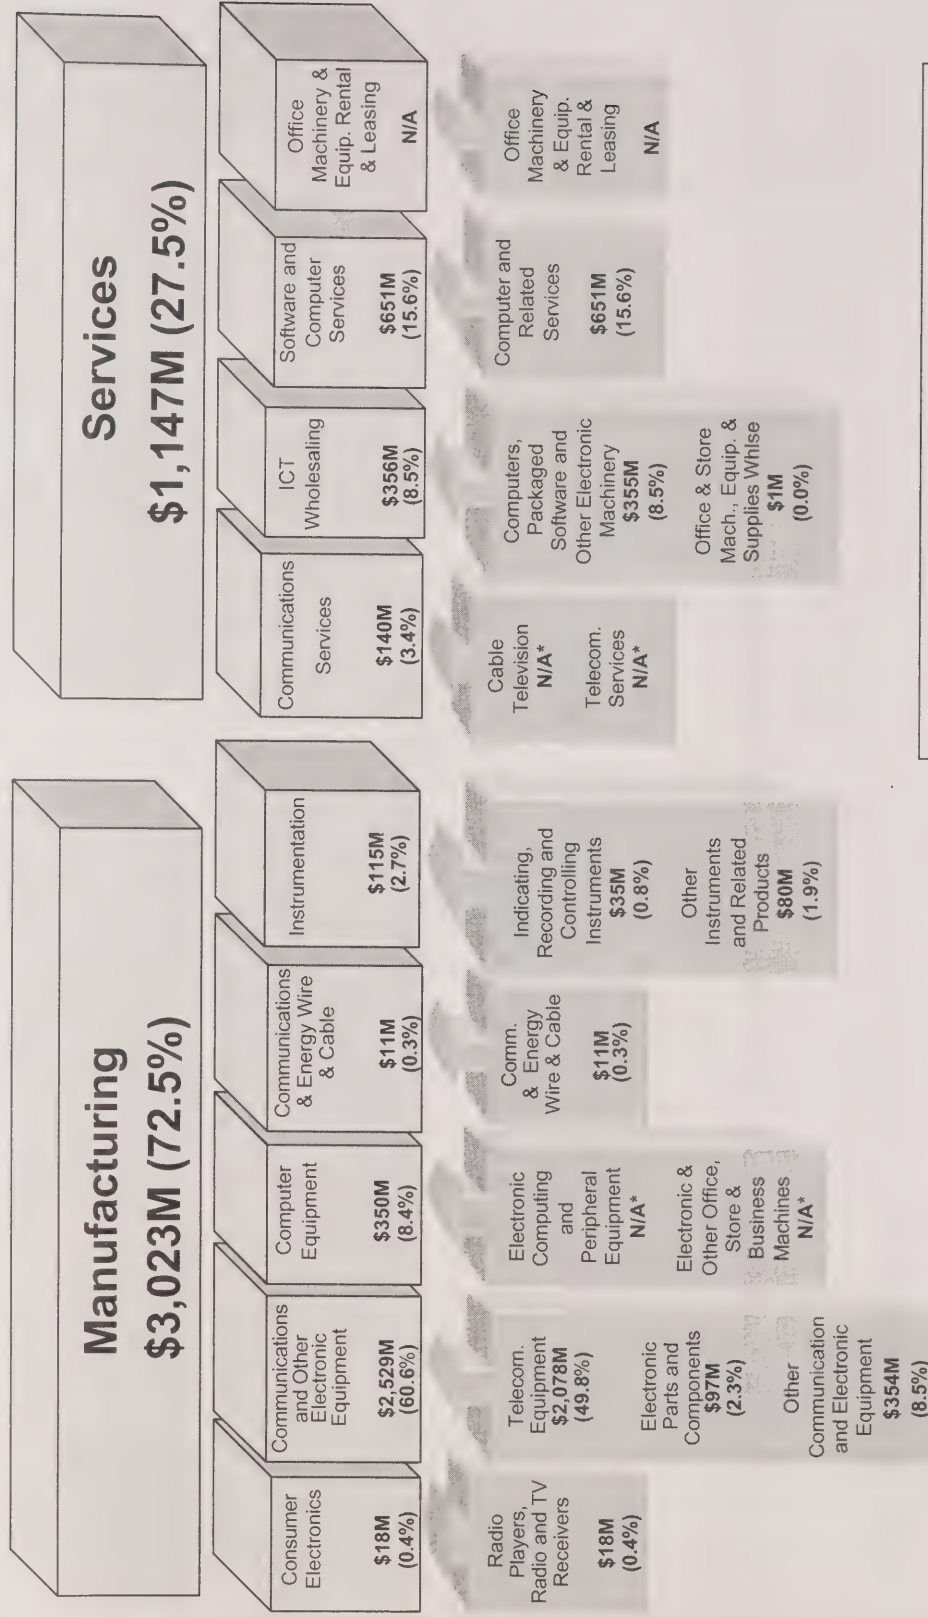 Manufacturing
$3,023M (72.5%)
Consumer
Electronics
$18M
(0.4%)
Communications
and Other
Electronic
Equipment
$2,529M
(60.6%)
Computer
Equipment
$350M
(8.4%)
Communications
& Energy Wire
& Cable
$11M
(0.3%)
Instrumentation
$115M
(2.7%)
Radio
Players,
Radio and TV
Receivers
$18M
(0.4%)
Telecom.
Equipment
$2,078M
(49.8%)
Electronic
Parts and
Components
$97M
(2.3%)
Other
Communication
and Electronic
Equipment
$354M
(8.5%)
Electronic
Computing
and
Peripheral
Equipment
N/A*
Electronic &
Other Office,
Store &
Business
Machines
N/A*
Comm.
& Energy
Wire & Cable
$11M
(0.3%)
Indicating,
Recording and
Controlling
Instruments
$35M
(0.8%)
Other
Instruments
and Related
Products
$80M
(1.9%)
Services
$1,147M (27.5%)
Communications
Services
$140M
(3.4%)
ICT
Wholesaling
$356M
(8.5%)
Software and
Computer
Services
$651M
(15.6%)
Office
Machinery &
Equip. Rental
& Leasing
N/A
Cable
Television
N/A*
Telecom.
Services
N/A*
Computers,
Packaged
Software and
Other Electronic
Machinery
$355M
(8.5%)
Office & Store
Mach., Equip. &
Supplies Whlse
$1M
(0.0%)
Computer and
Related
Services
$651M
(15.6%)
Office
Machinery
& Equip.
Rental &
Leasing
N/A